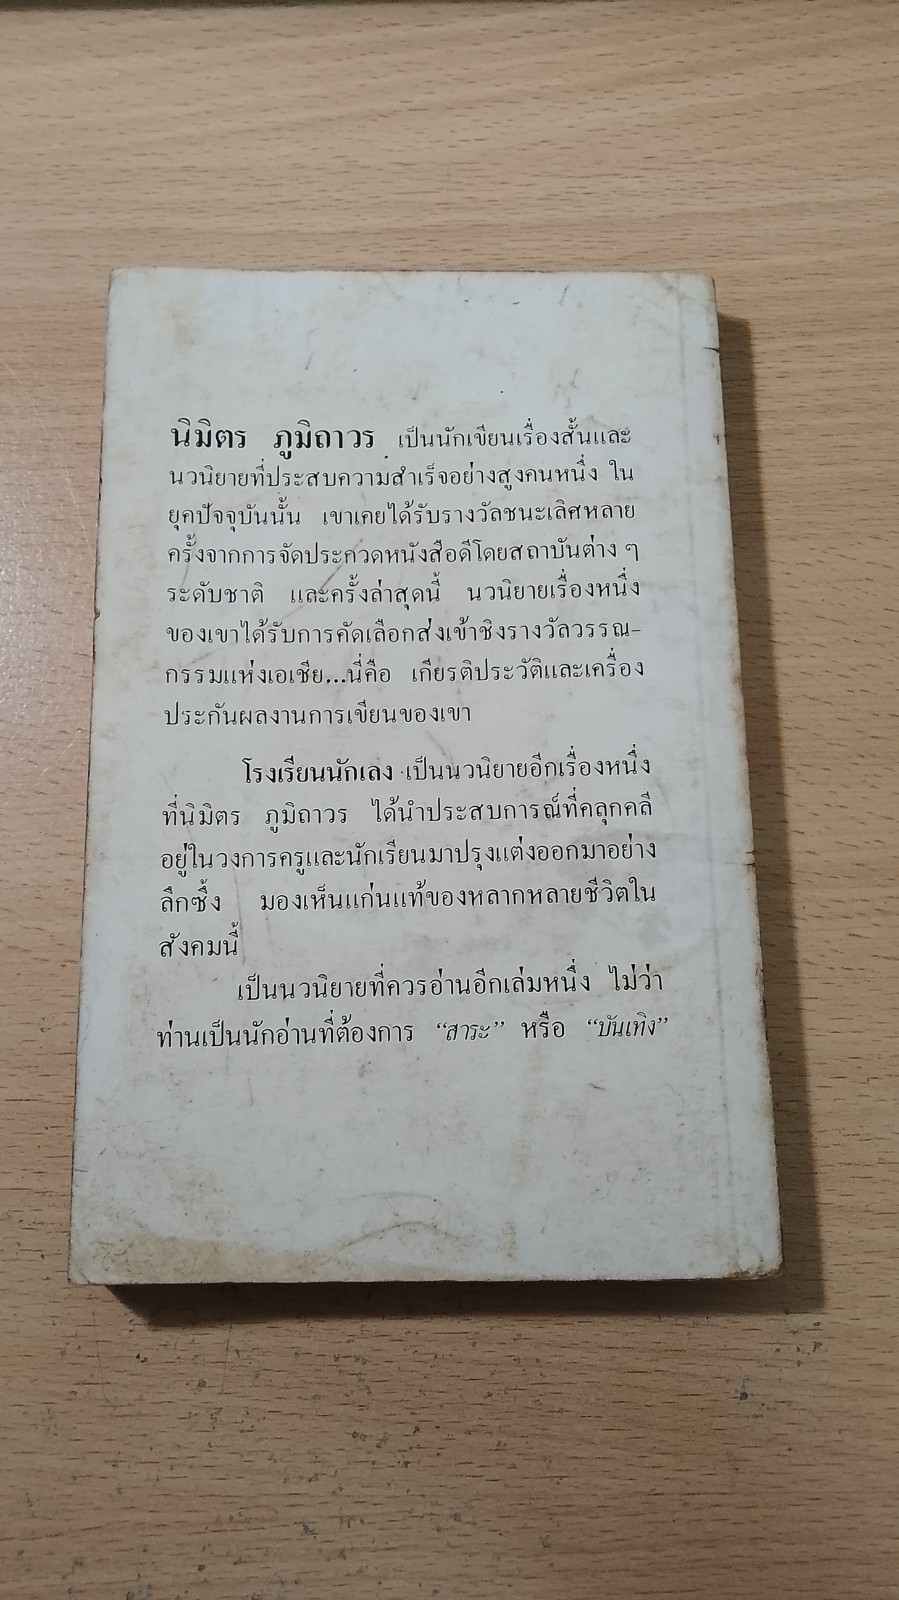 นิมิตร ภูมิถาวร เป็นนักเขียนเรื่องสั้นและ
นวนิยายที่ประสบความสำเร็จอย่างสูงคนหนึ่ง ใน
ยุคปัจจุบันนั้น เขาเคยได้รับรางวัลชนะเลิศหลาย
ครั้งจากการจัดประกวดหนังสือดีโดยสถาบันต่าง ๆ
ระดับชาติ และครั้งล่าสุดนี้ นวนิยายเรื่องหนึ่ง
ของเขาได้รับการคัดเลือกส่งเข้าชิงรางวัลวรรณ-
กรรมแห่งเอเชีย...นี่คือ เกียรติประวัติและเครื่อง
ประกันผลงานการเขียนของเขา
โรงเรียนนักเลง เป็นนวนิยายอีกเรื่องหนึ่ง
ที่นิมิตร ภูมิถาวร ได้นำประสบการณ์ที่คลุกคลี
อยู่ในวงการครูและนักเรียนมาปรุงแต่งออกมาอย่าง
ลึกซึ้ง มองเห็นแก่นแท้ของหลากหลายชีวิตใน
สังคมนี้
เป็นนวนิยายที่ควรอ่านอีกเล่มหนึ่ง ไม่ว่า
ท่านเป็นนักอ่านที่ต้องการ “สาระ” หรือ “บันเทิง”